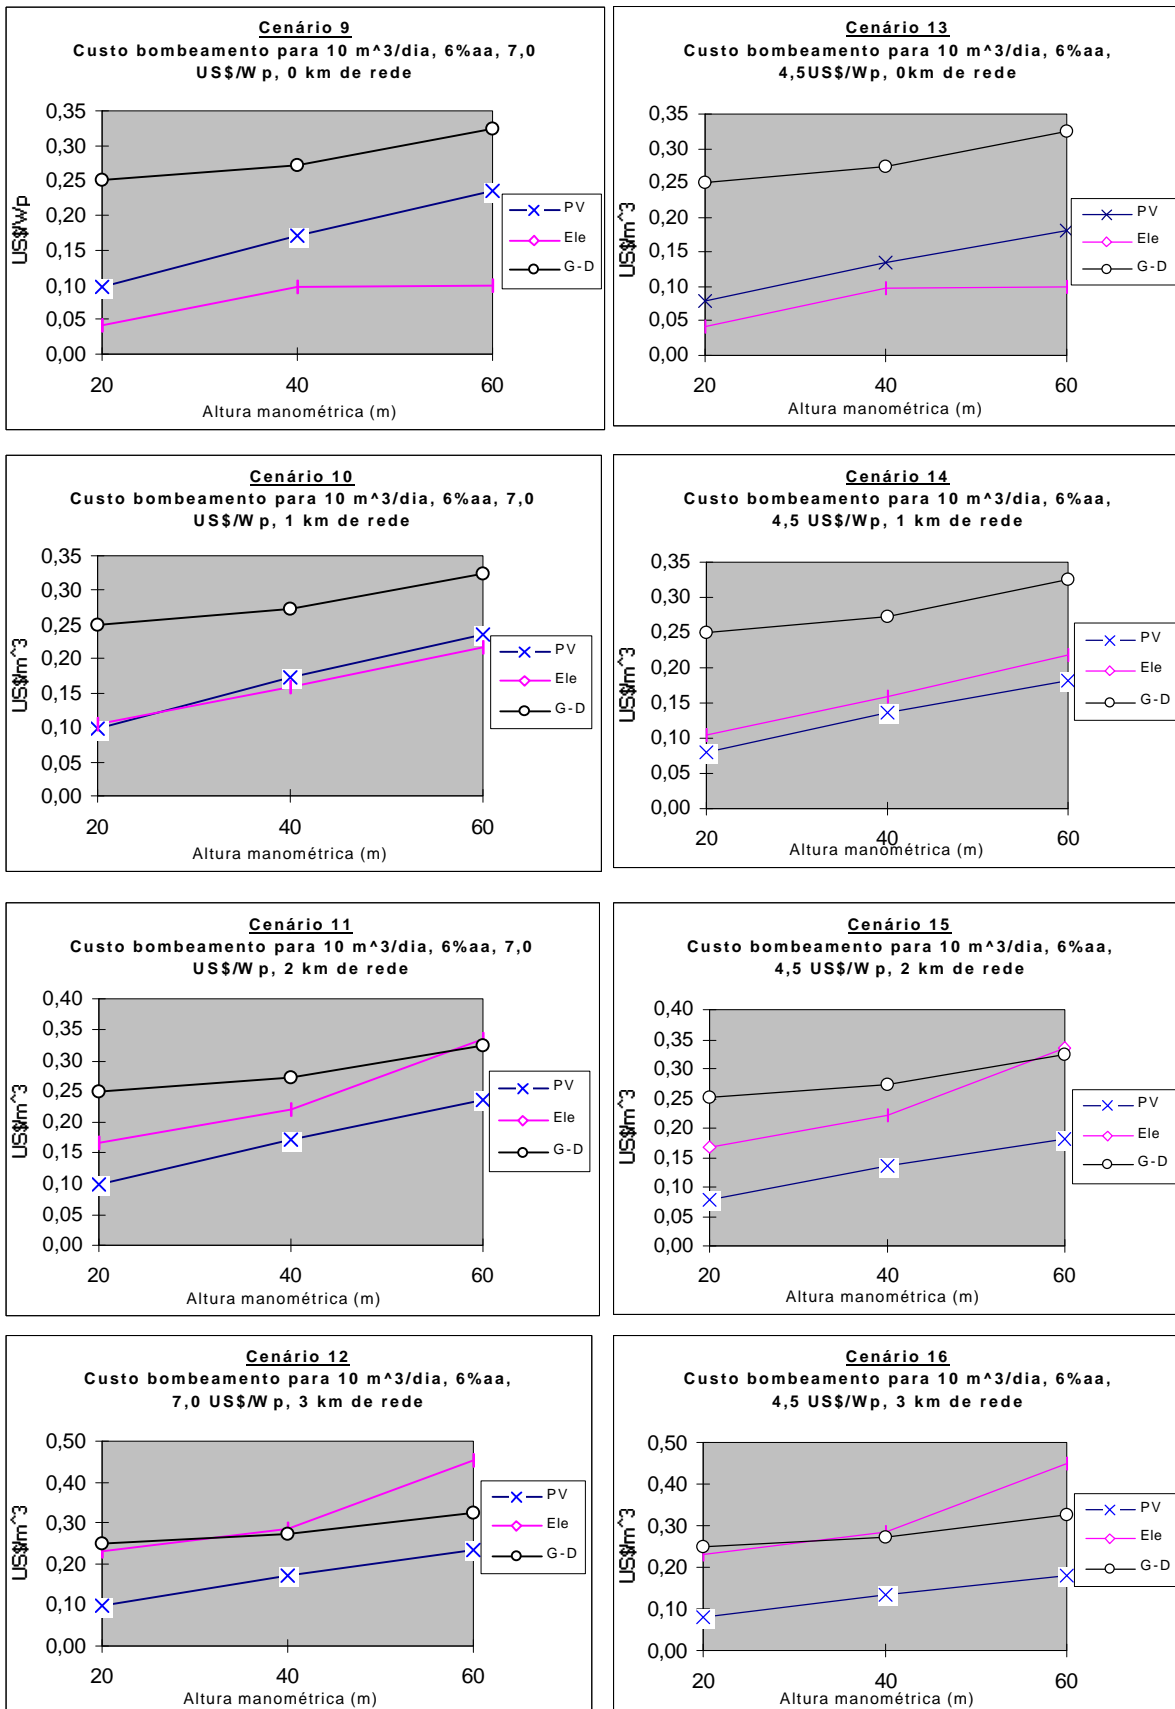 Cenário 9
Custo bombeamento para 10 m^3/dia, 6%aa, 7,0
US$/Wp, 0 km de rede
0,35
0,30
0,25
0,20
0,15
0,10
0,05
0,00
US$/Wp
20
40
60
Altura manométrica (m)
PV
Ele
G-D
Cenário 13
Custo bombeamento para 10 m^3/dia, 6%aa,
4,5US$/Wp, 0km de rede
0,35
0,30
0,25
0,20
0,15
0,10
0,05
0,00
US$/m^3
20
40
60
Altura manométrica (m)
PV
Ele
G-D
Cenário 10
Custo bombeamento para 10 m^3/dia, 6%aa, 7,0
US$/Wp, 1 km de rede
0,35
0,30
0,25
0,20
0,15
0,10
0,05
0,00
US$/m^3
20
40
60
Altura manométrica (m)
PV
Ele
G-D
Cenário 14
Custo bombeamento para 10 m^3/dia, 6%aa,
4,5 US$/Wp, 1 km de rede
0,35
0,30
0,25
0,20
0,15
0,10
0,05
0,00
US$/m^3
20
40
60
Altura manométrica (m)
PV
Ele
G-D
Cenário 11
Custo bombeamento para 10 m^3/dia, 6%aa, 7,0
US$/Wp, 2 km de rede
0,40
0,35
0,30
0,25
0,20
0,15
0,10
0,05
0,00
US$/m^3
20
40
60
Altura manométrica (m)
PV
Ele
G-D
Cenário 15
Custo bombeamento para 10 m^3/dia, 6%aa,
4,5 US$/Wp, 2 km de rede
0,40
0,35
0,30
0,25
0,20
0,15
0,10
0,05
0,00
US$/m^3
20
40
60
Altura manométrica (m)
PV
Ele
G-D
Cenário 12
Custo bombeamento para 10 m^3/dia, 6%aa,
7,0 US$/Wp, 3 km de rede
0,50
0,40
0,30
0,20
0,10
0,00
US$/m^3
20
40
60
Altura manométrica (m)
PV
Ele
G-D
Cenário 16
Custo bombeamento para 10 m^3/dia, 6%aa,
4,5 US$/Wp, 3 km de rede
0,50
0,40
0,30
0,20
0,10
0,00
US$/m^3
20
40
60
Altura manométrica (m)
PV
Ele
G-D